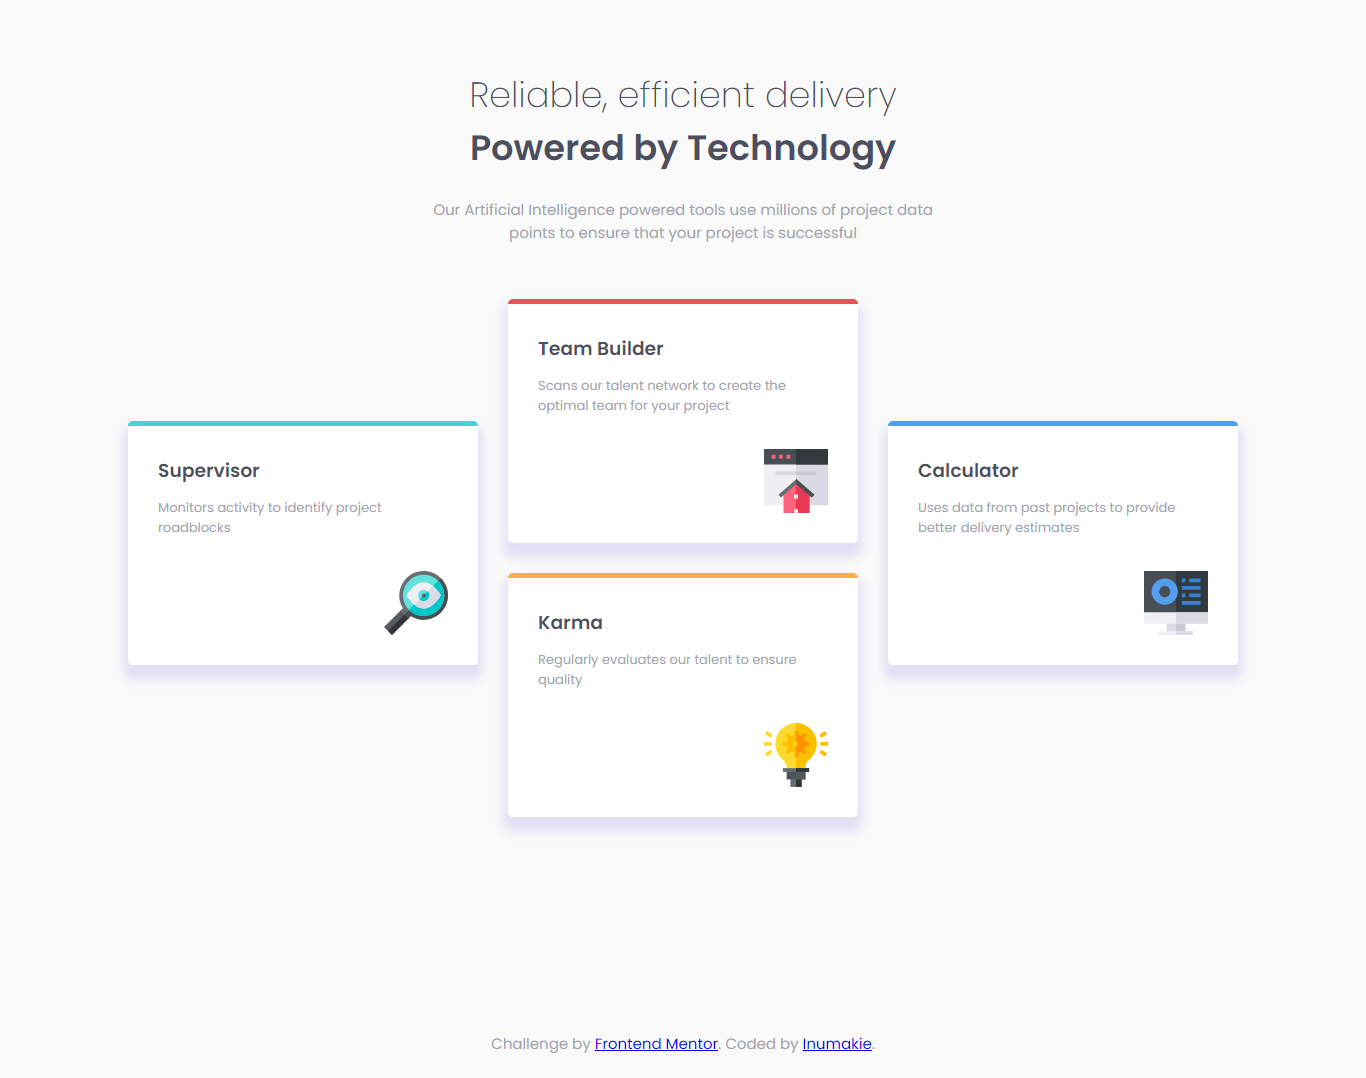 Reliable, efficient delivery
Powered by Technology
Our Artificial Intelligence powered tools use millions of project data
points to ensure that your project is successful
Supervisor
Monitors activity to identify project
roadblocks
Team Builder
Scans our talent network to create the
optimal team for your project
Karma
Regularly evaluates our talent to ensure
quality
Calculator
Uses data from past projects to provide
better delivery estimates
Challenge by Frontend Mentor. Coded by Inumakie.